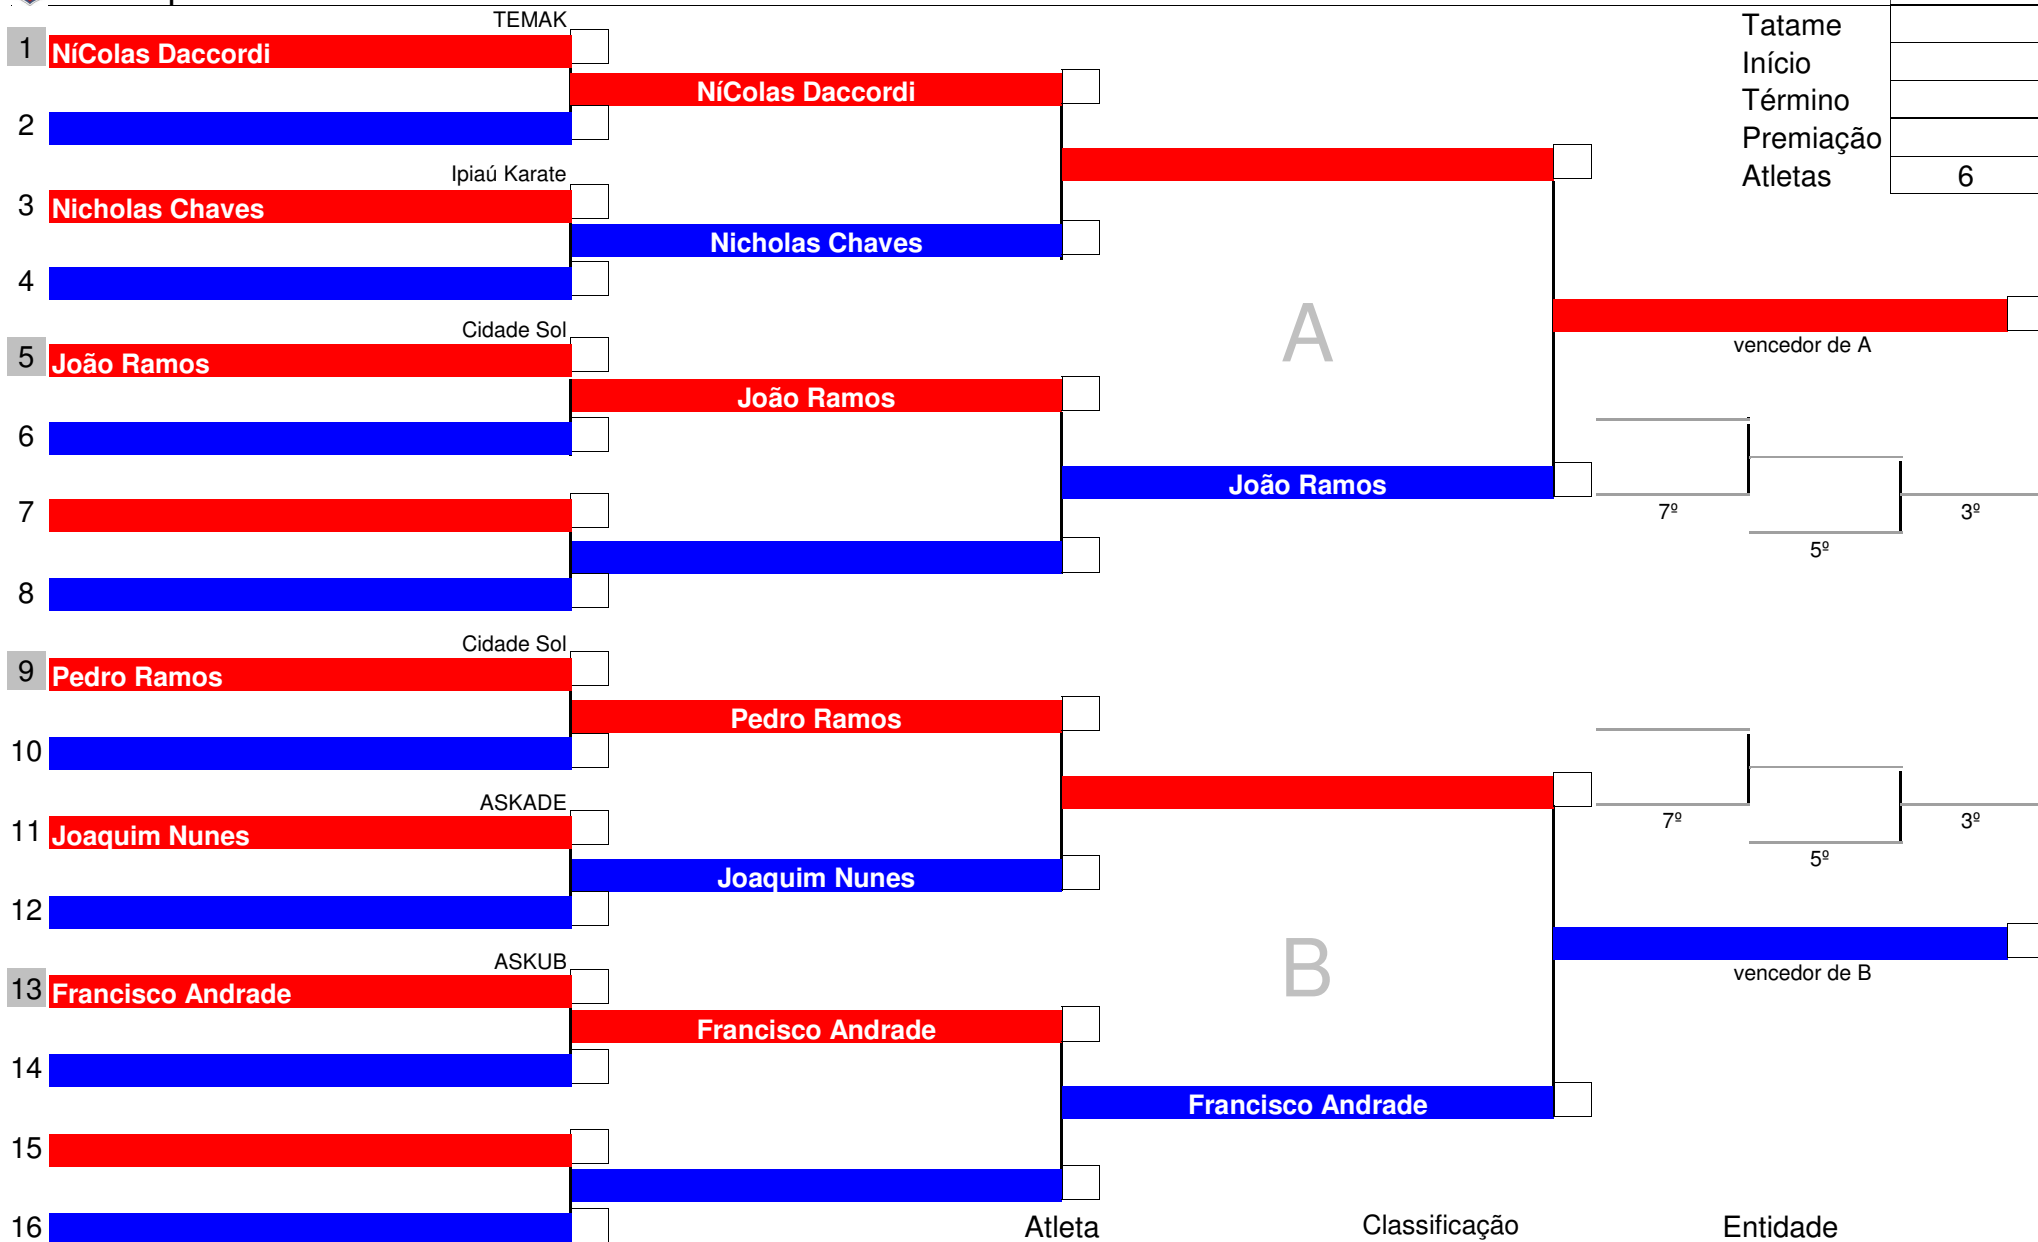 TEMAK
1 NíColas Daccordi
NíColas Daccordi
2
Ipiaú Karate
3 Nicholas Chaves
Nicholas Chaves
4
Cidade Sol
5 João Ramos
João Ramos
6
João Ramos
7
8
Cidade Sol
9 Pedro Ramos
Pedro Ramos
10
ASKADE
11 Joaquim Nunes
Joaquim Nunes
12
ASKUB
13 Francisco Andrade
Francisco Andrade
14
Francisco Andrade
15
16
A
B
Tatame
Início
Término
Premiação
Atletas 6
vencedor de A
7º
3º
5º
7º
3º
5º
vencedor de B
Atleta Classificação Entidade